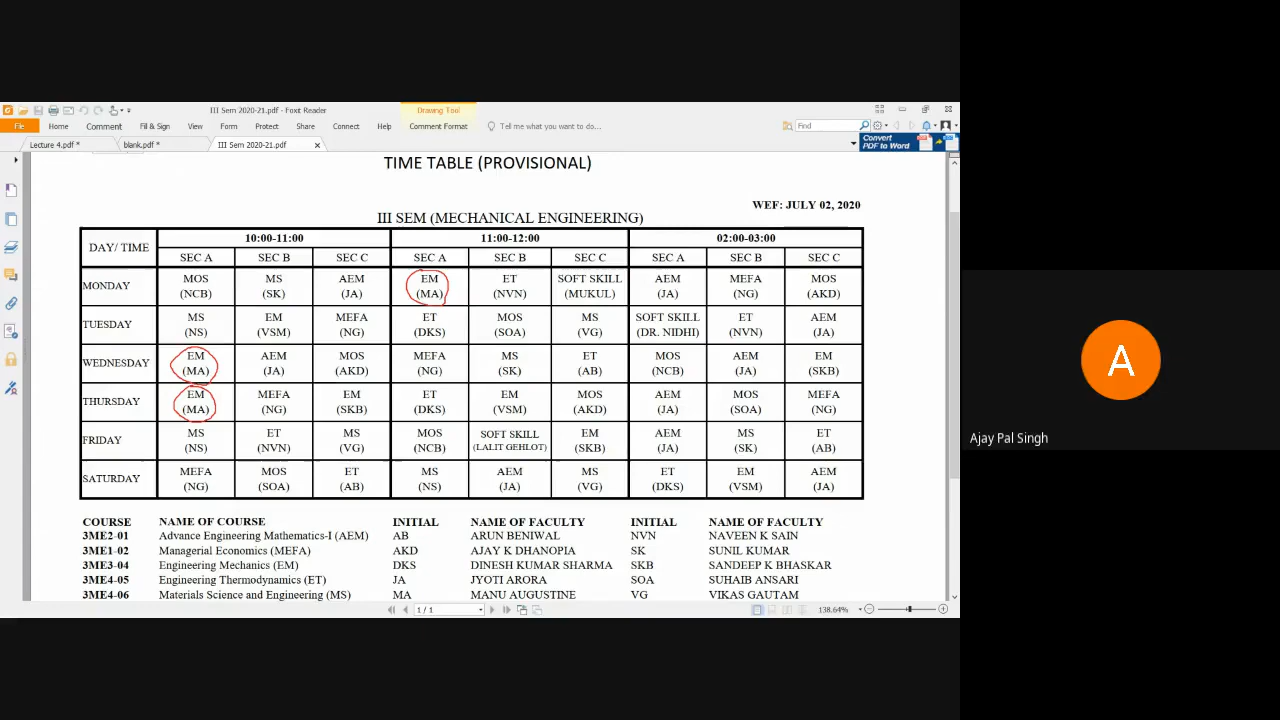 III Sem 2020-21.pdf - Foxit Reader
Drawing Tool
File Home Comment Fill & Sign View Form Protect Share Connect Help Comment Format Tell me what you want to do... Find
Lecture 4.pdf * blank.pdf * III Sem 2020-21.pdf
Convert PDF to Word
TIME TABLE (PROVISIONAL)
WEF: JULY 02, 2020
III SEM (MECHANICAL ENGINEERING)
DAY/ TIME 10:00-11:00 11:00-12:00 02:00-03:00
SEC A SEC B SEC C SEC A SEC B SEC C SEC A SEC B SEC C
MONDAY MOS (NCB) MS (SK) AEM (JA) EM (MA) ET (NVN) SOFT SKILL (MUKUL) AEM (JA) MEFA (NG) MOS (AKD)
TUESDAY MS (NS) EM (VSM) MEFA (NG) ET (DKS) MOS (SOA) MS (VG) SOFT SKILL (DR. NIDHI) ET (NVN) AEM (JA)
WEDNESDAY EM (MA) AEM (JA) MOS (AKD) MEFA (NG) MS (SK) ET (AB) MOS (NCB) AEM (JA) EM (SKB)
THURSDAY EM (MA) MEFA (NG) EM (SKB) ET (DKS) EM (VSM) MOS (AKD) AEM (JA) MOS (SOA) MEFA (NG)
FRIDAY MS (NS) ET (NVN) MS (VG) MOS (NCB) SOFT SKILL (LALIT GEHLOT) EM (SKB) AEM (JA) MS (SK) ET (AB)
SATURDAY MEFA (NG) MOS (SOA) ET (AB) MS (NS) AEM (JA) MS (VG) ET (DKS) EM (VSM) AEM (JA)
COURSE NAME OF COURSE INITIAL NAME OF FACULTY INITIAL NAME OF FACULTY
3ME2-01 Advance Engineering Mathematics-I (AEM) AB ARUN BENIWAL NVN NAVEEN K SAIN
3ME1-02 Managerial Economics (MEFA) AKD AJAY K DHANOPIA SK SUNIL KUMAR
3ME3-04 Engineering Mechanics (EM) DKS DINESH KUMAR SHARMA SKB SANDEEP K BHASKAR
3ME4-05 Engineering Thermodynamics (ET) JA JYOTI ARORA SOA SUHAIB ANSARI
3ME4-06 Materials Science and Engineering (MS) MA MANU AUGUSTINE VG VIKAS GAUTAM
1 / 1 138.64%
A
Ajay Pal Singh